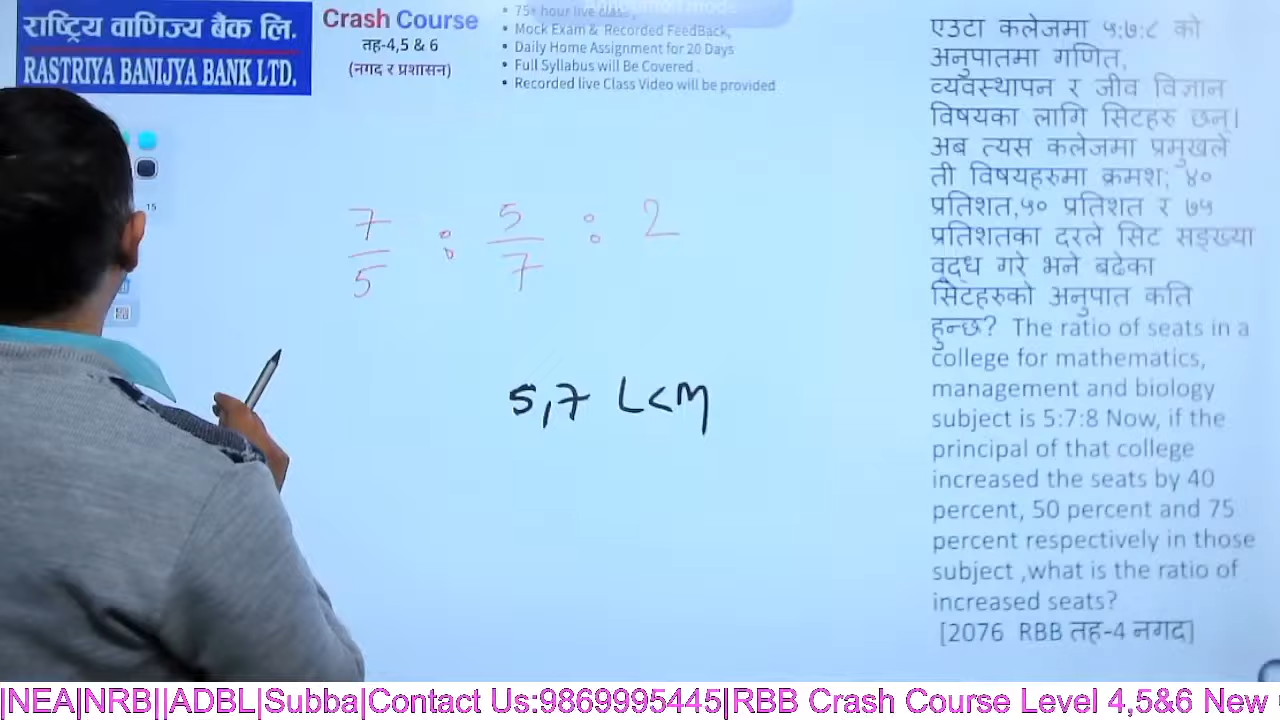 राष्ट्रिय वाणिज्य बैंक लि.
RASTRIYA BANIJYA BANK LTD.
Crash Course
तह-4,5 & 6
(नगद र प्रशासन)
• 75+ hour live class,
• Mock Exam & Recorded FeedBack,
• Daily Home Assignment for 20 Days
• Full Syllabus will Be Covered .
• Recorded live Class Video will be provided
15
7/5 : 5/7 : 2
5,7 LCM
एउटा कलेजमा ५:७:८ को
अनुपातमा गणित,
व्यवस्थापन र जीव विज्ञान
विषयका लागि सिटहरु छन्।
अब त्यस कलेजमा प्रमुखले
ती विषयहरुमा क्रमश; ४०
प्रतिशत,५० प्रतिशत र ७५
प्रतिशतका दरले सिट सङ्ख्या
वृद्ध गरे भने बढेका
सिटहरुको अनुपात कति
हुन्छ? The ratio of seats in a
college for mathematics,
management and biology
subject is 5:7:8 Now, if the
principal of that college
increased the seats by 40
percent, 50 percent and 75
percent respectively in those
subject ,what is the ratio of
increased seats?
[2076 RBB तह-4 नगद]
|NEA|NRB||ADBL|Subba|Contact Us:9869995445|RBB Crash Course Level 4,5&6 New